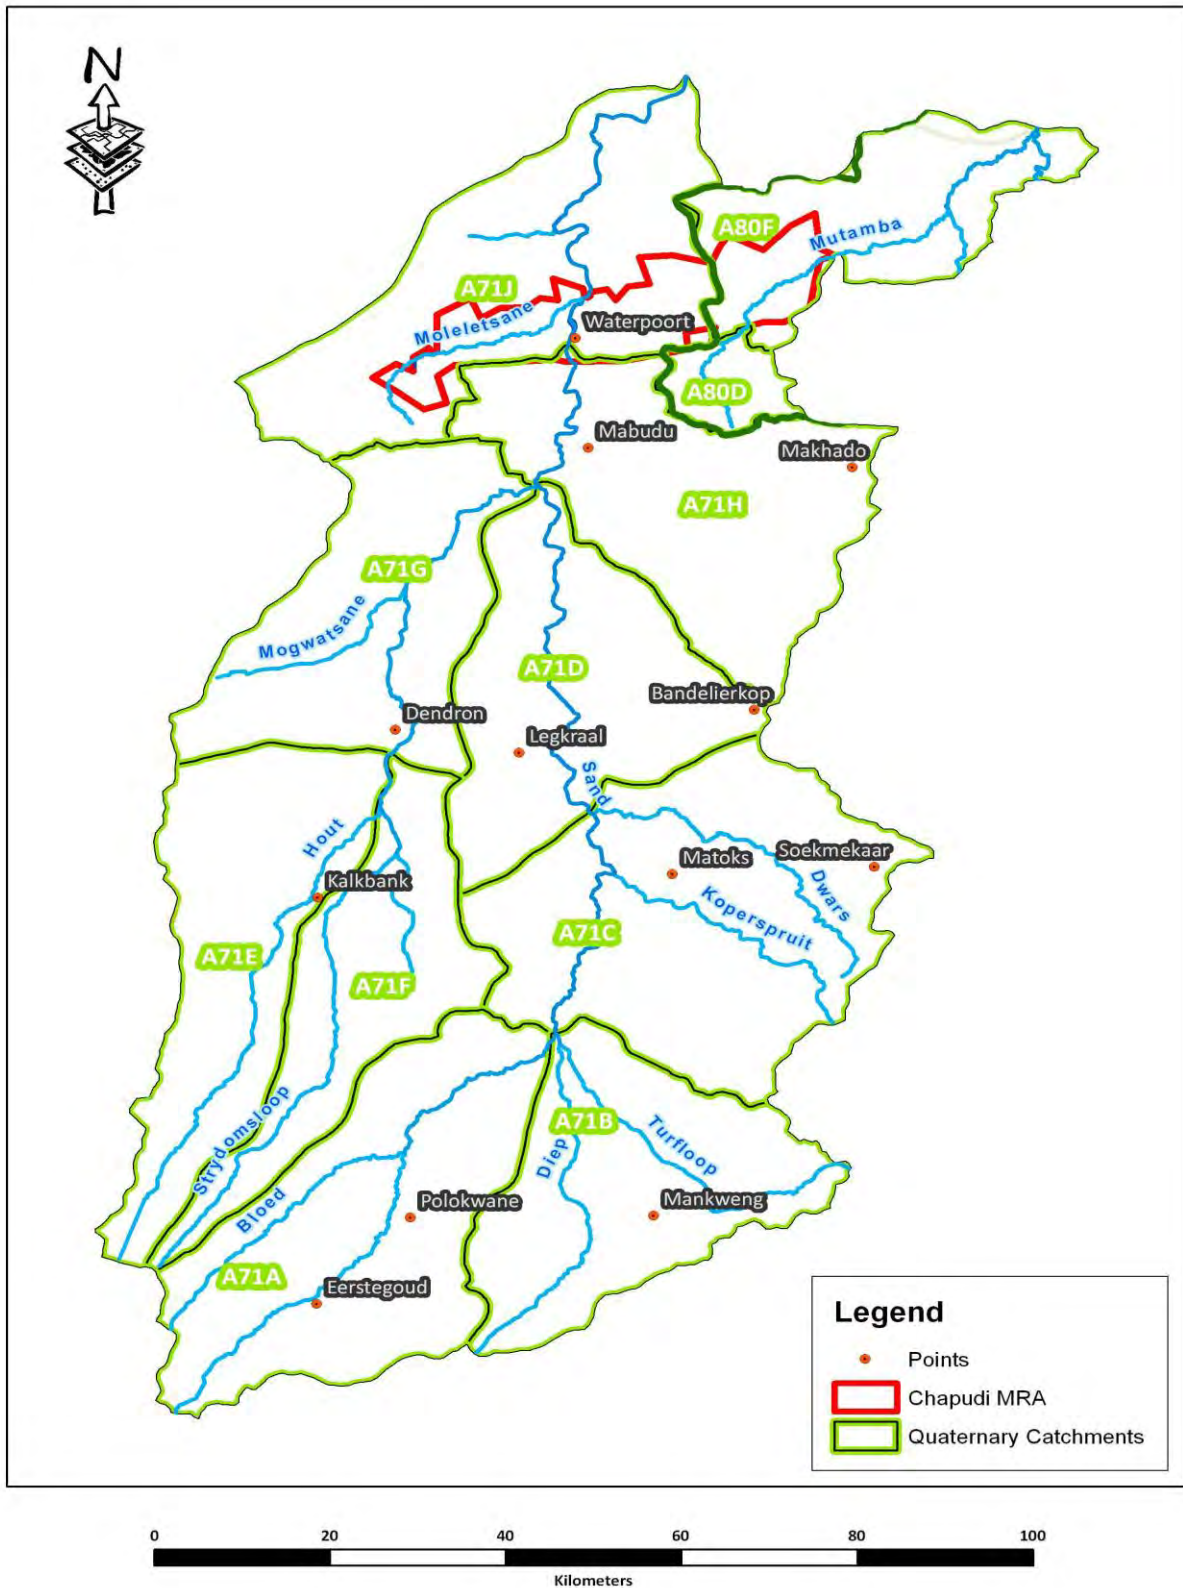 N
A80F
Mutamba
A71J
Moleletsane
Waterpoort
A80D
Mabudu
Makhado
A71H
A71G
Mogwatsane
A71D
Bandelierkop
Dendron
Legkraal
Sand
Hout
Matoks
Soekmekaar
Kalkbank
Dwars
Koperspruit
A71C
A71E
A71F
Strydomsloop
A71B
Turfloop
Diep
Bloed
Polokwane
Mankweng
A71A
Eerstegoud
Legend
Points
Chapudi MRA
Quaternary Catchments
0 20 40 60 80 100
Kilometers